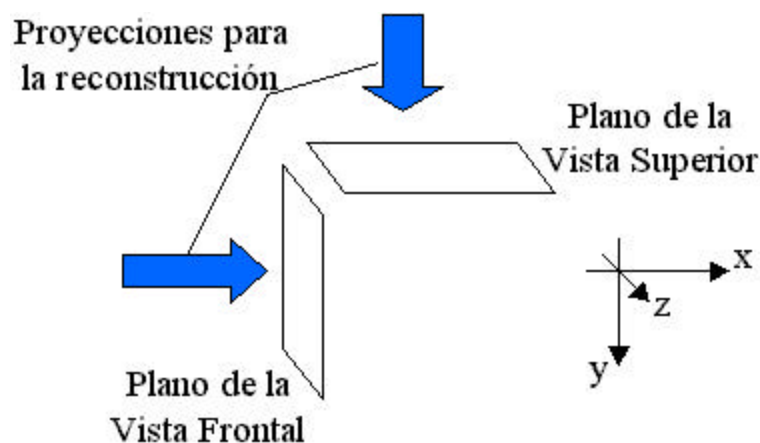 Proyecciones para
la reconstrucción
Plano de la
Vista Superior
x
z
y
Plano de la
Vista Frontal